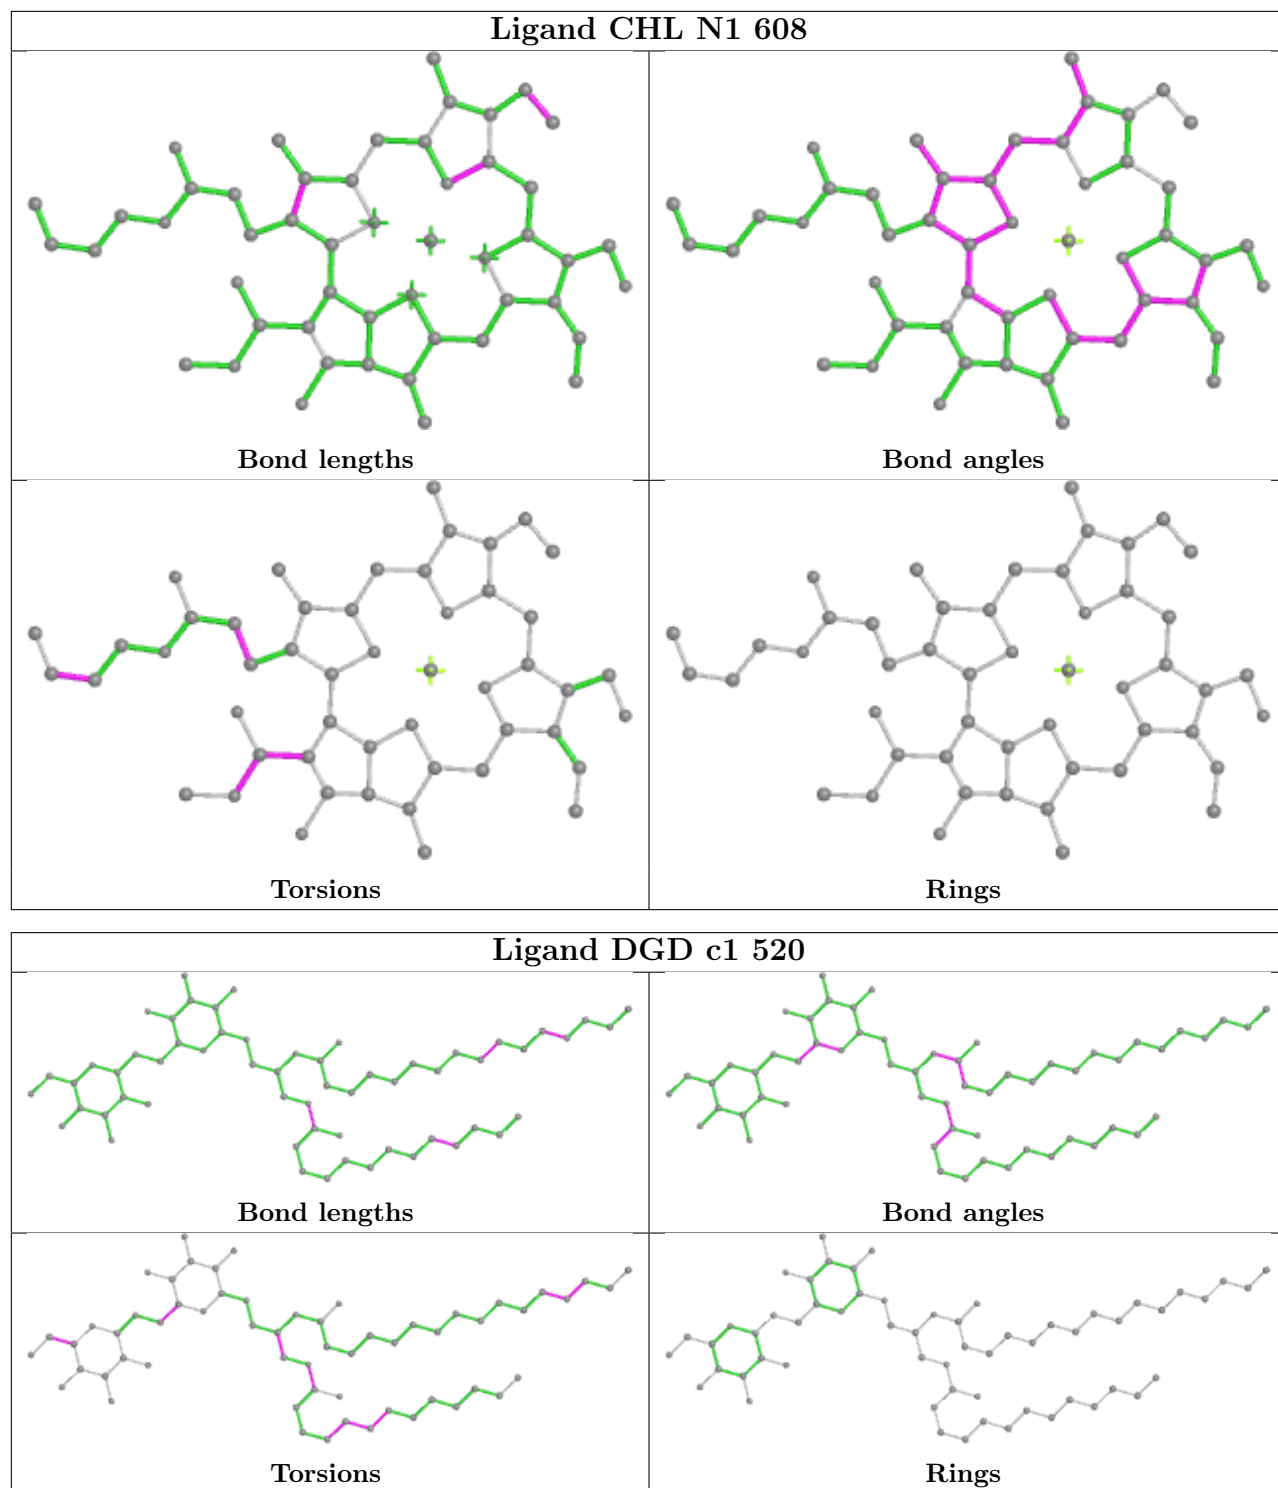 Ligand CHL N1 608
Bond lengths
Bond angles
Torsions
Rings
Ligand DGD c1 520
Bond lengths
Bond angles
Torsions
Rings